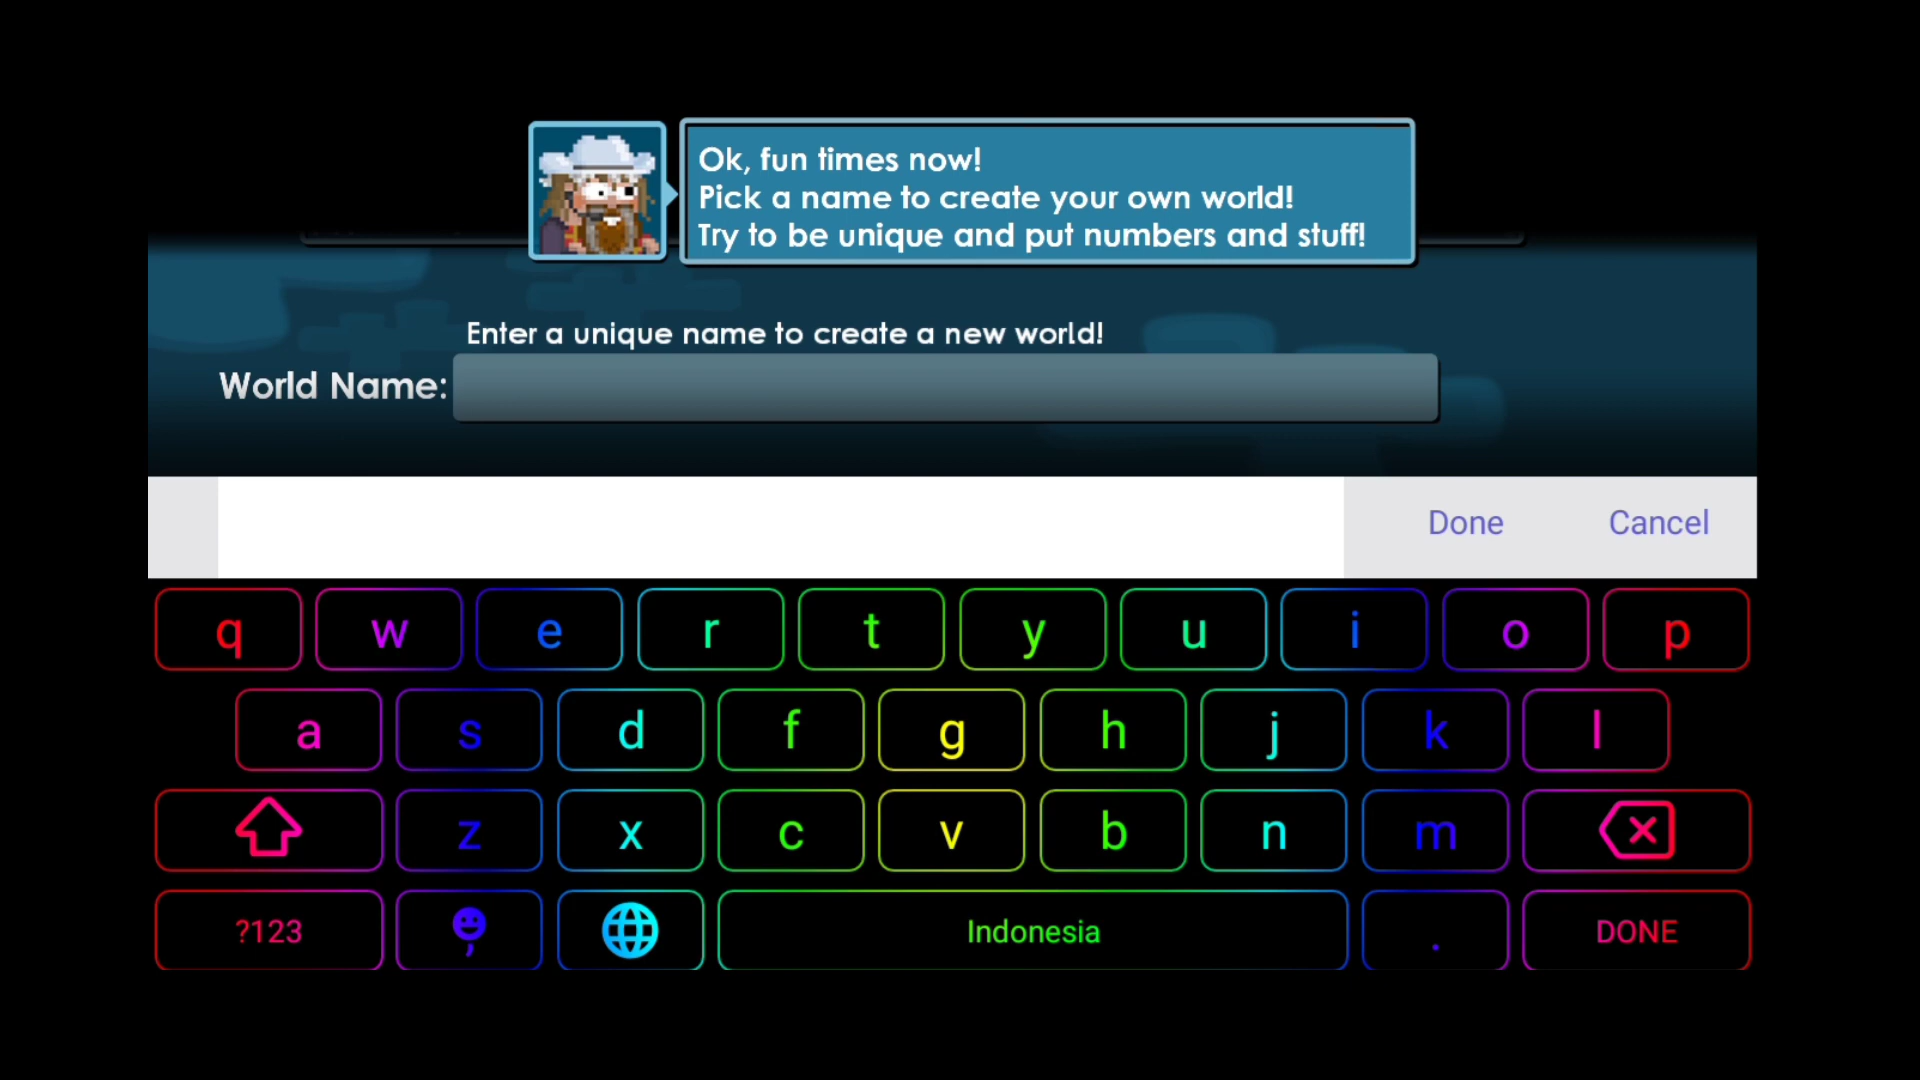 Ok, fun times now!
Pick a name to create your own world!
Try to be unique and put numbers and stuff!
Enter a unique name to create a new world!
World Name:
Done Cancel
q w e r t y u i o p
a s d f g h j k l
z x c v b n m
?123 , Indonesia . DONE